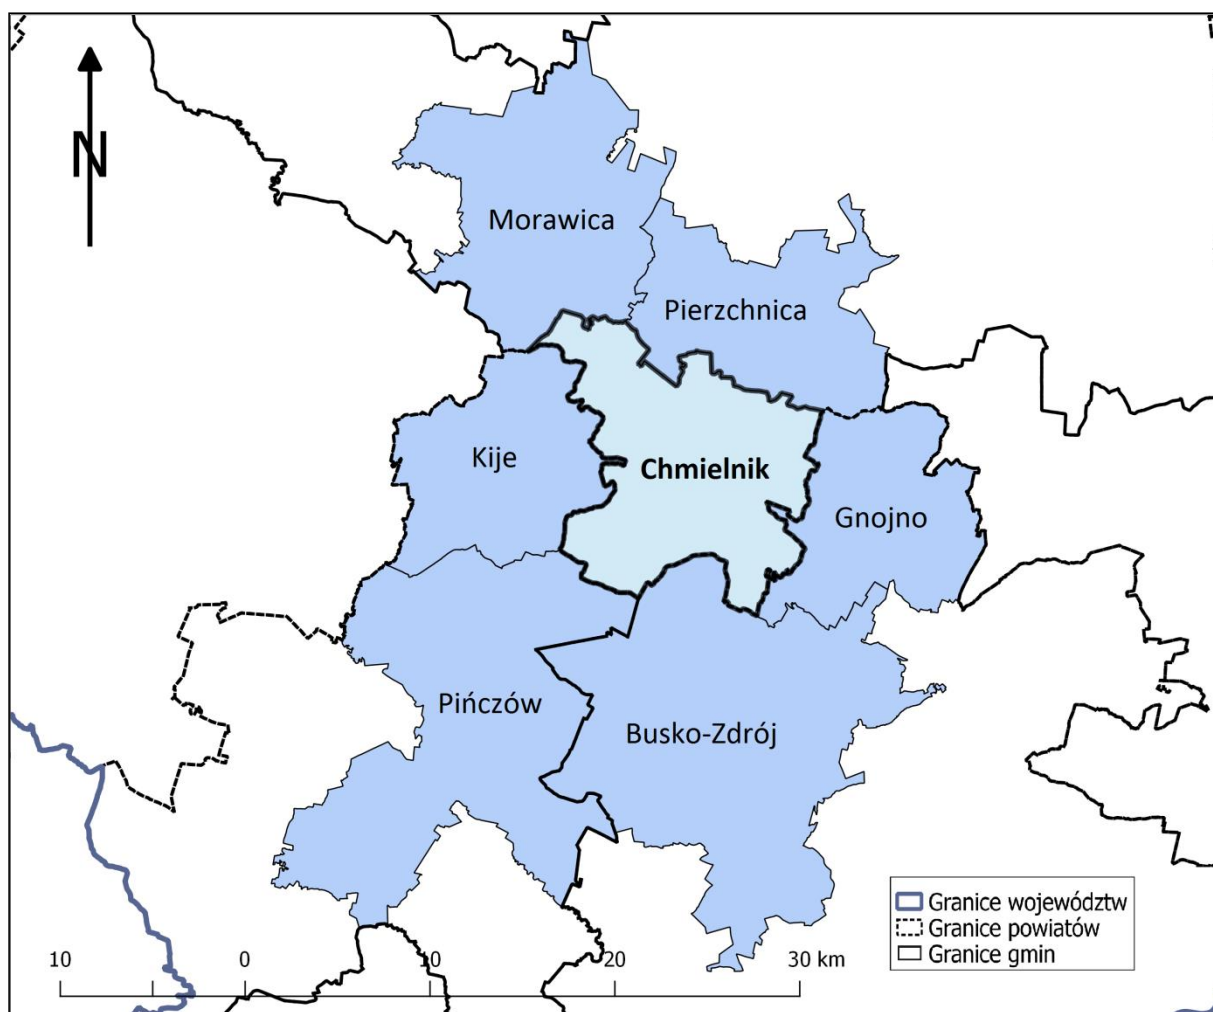 N
Morawica
Pierzchnica
Kije
Chmielnik
Gnojno
Pińczów
Busko-Zdrój
Granice województw
Granice powiatów
Granice gmin
10 0 10 20 30 km